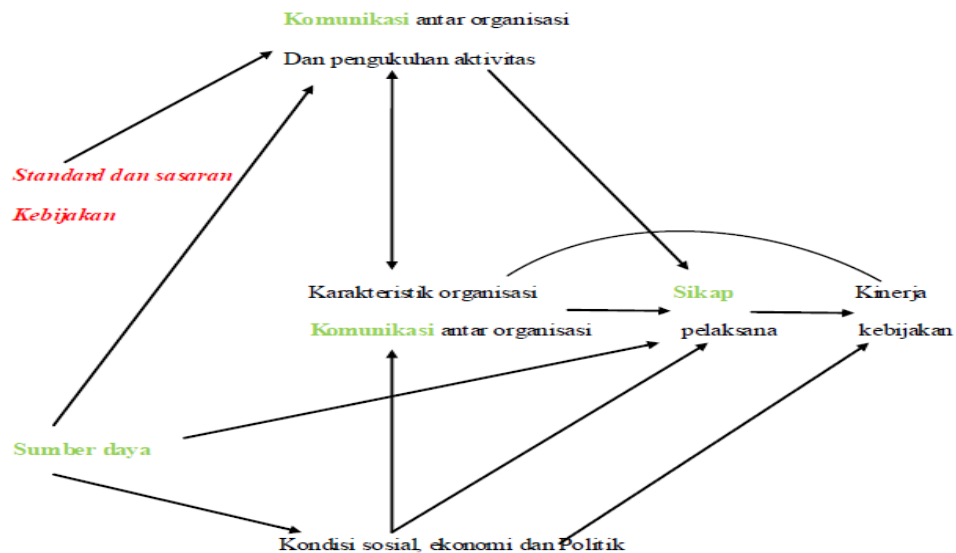 Komunikasi antar organisasi
Dan pengukuhan aktivitas
Standard dan sasaran
Kebijakan
Karakteristik organisasi
Komunikasi antar organisasi
Sikap
pelaksana
Kinerja
kebijakan
Sumber daya
Kondisi sosial, ekonomi dan Politik